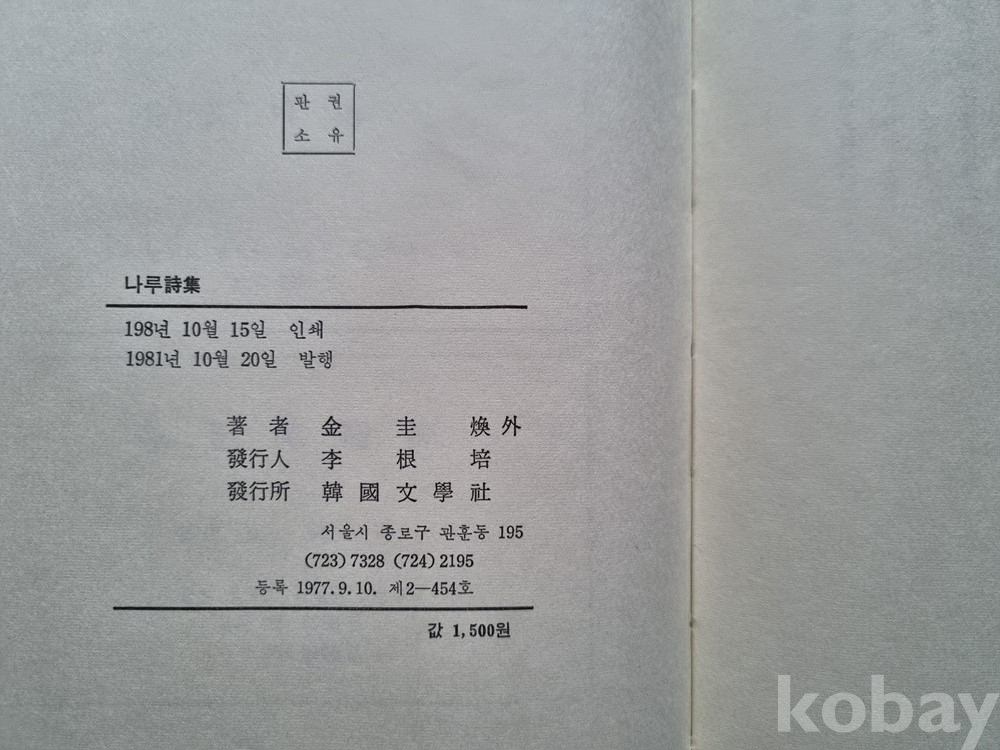 판 권
소 유
나루詩集
198년 10월 15일 인쇄
1981년 10월 20일 발행
著 者 金 圭 煥 外
發行人 李 根 培
發行所 韓 國 文 學 社
서울시 종로구 관훈동 195
(723) 7328 (724) 2195
등록 1977. 9. 10. 제2―454호
값 1,500원
kobay